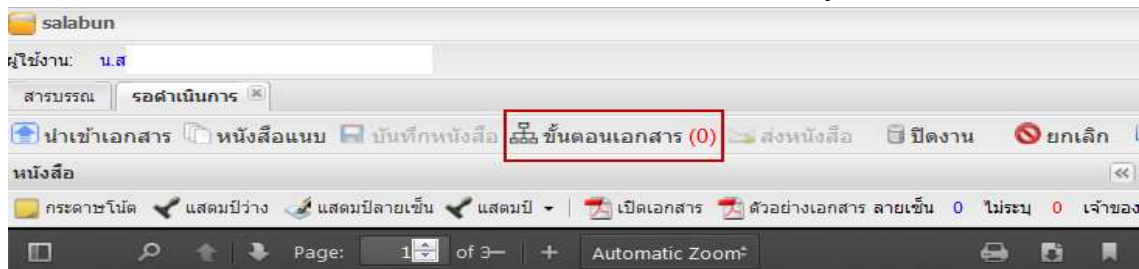 salabun
ผู้ใช้งาน: น.ส
สารบรรณ รอดำเนินการ
นำเข้าเอกสาร หนังสือแนบ บันทึกหนังสือ ขั้นตอนเอกสาร (0) ส่งหนังสือ ปิดงาน ยกเลิก
หนังสือ
กระดาษโน้ต แสตมป์ว่าง แสตมป์ลายเซ็น แสตมป์ เปิดเอกสาร ตัวอย่างเอกสาร ลายเซ็น 0 ไม่ระบุ 0 เจ้าของ
Page: 1 of 3 Automatic Zoom